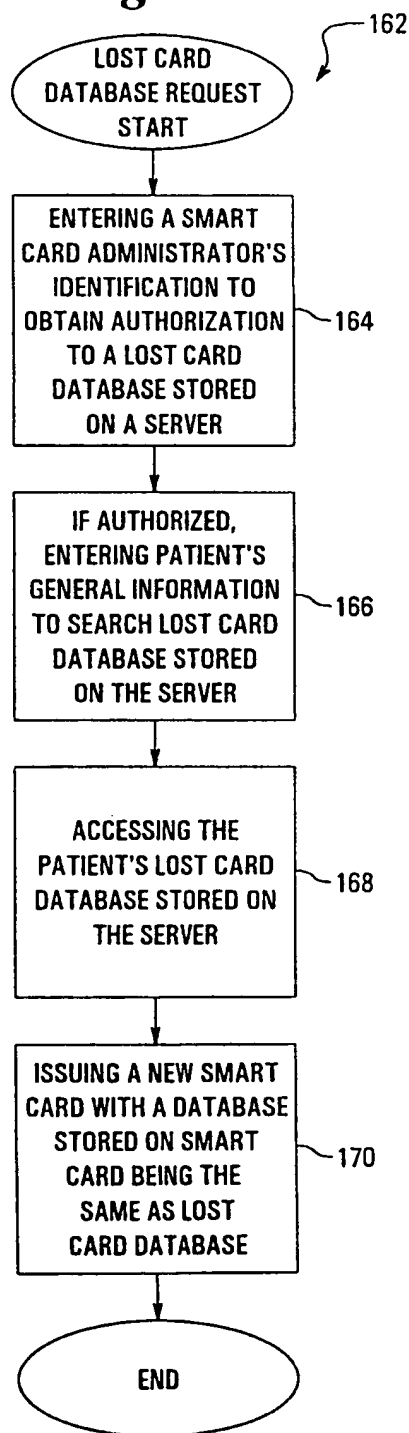 162
LOST CARD
DATABASE REQUEST
START
ENTERING A SMART
CARD ADMINISTRATOR'S
IDENTIFICATION TO
OBTAIN AUTHORIZATION
TO A LOST CARD
DATABASE STORED
ON A SERVER
164
IF AUTHORIZED,
ENTERING PATIENT'S
GENERAL INFORMATION
TO SEARCH LOST CARD
DATABASE STORED
ON THE SERVER
166
ACCESSING THE
PATIENT'S LOST CARD
DATABASE STORED ON
THE SERVER
168
ISSUING A NEW SMART
CARD WITH A DATABASE
STORED ON SMART
CARD BEING THE
SAME AS LOST
CARD DATABASE
170
END